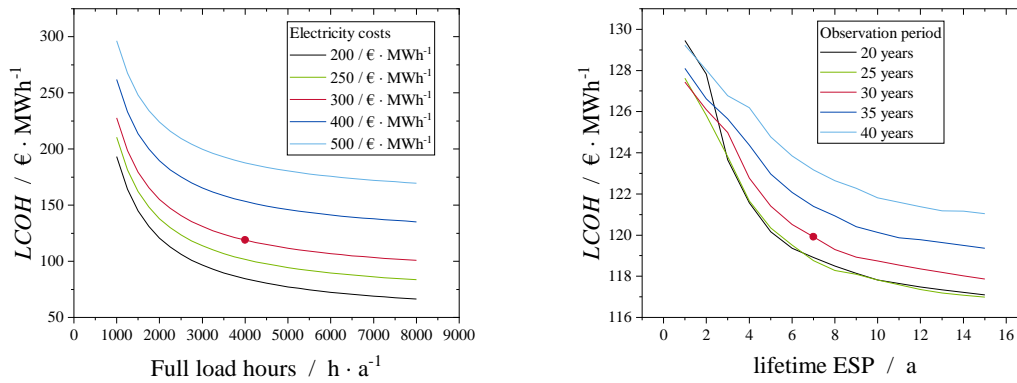 300
250
200
150
100
50
LCOH / € · MWh⁻¹
0 1000 2000 3000 4000 5000 6000 7000 8000 9000
Full load hours / h · a⁻¹
Electricity costs
200 / € · MWh⁻¹
250 / € · MWh⁻¹
300 / € · MWh⁻¹
400 / € · MWh⁻¹
500 / € · MWh⁻¹
130
128
126
124
122
120
118
116
LCOH / € · MWh⁻¹
0 2 4 6 8 10 12 14 16
lifetime ESP / a
Observation period
20 years
25 years
30 years
35 years
40 years